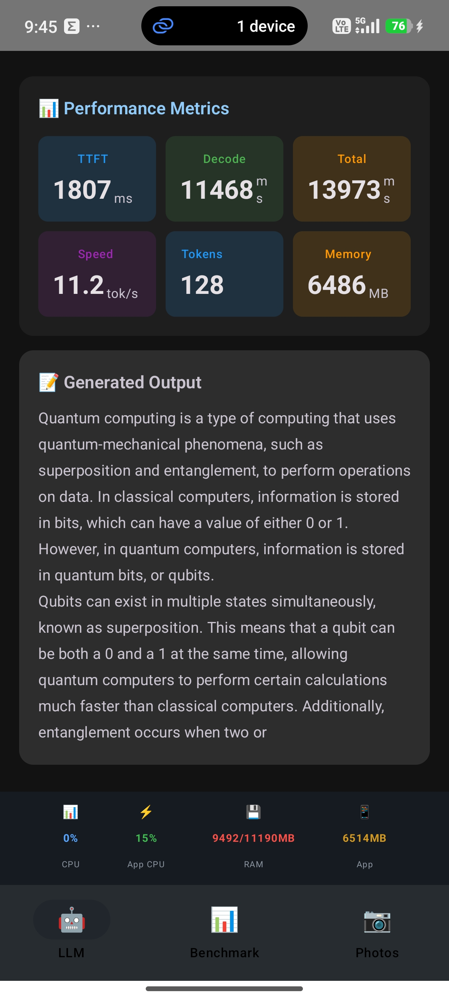 9:45 Σ ...
1 device
Vo LTE 5G 76
Performance Metrics
TTFT
1807 ms
Decode
11468 ms
Total
13973 ms
Speed
11.2 tok/s
Tokens
128
Memory
6486 MB
Generated Output
Quantum computing is a type of computing that uses
quantum-mechanical phenomena, such as
superposition and entanglement, to perform operations
on data. In classical computers, information is stored
in bits, which can have a value of either 0 or 1.
However, in quantum computers, information is stored
in quantum bits, or qubits.
Qubits can exist in multiple states simultaneously,
known as superposition. This means that a qubit can
be both a 0 and a 1 at the same time, allowing
quantum computers to perform certain calculations
much faster than classical computers. Additionally,
entanglement occurs when two or
0% 15% 9492/11190MB 6514MB
CPU App CPU RAM App
LLM Benchmark Photos